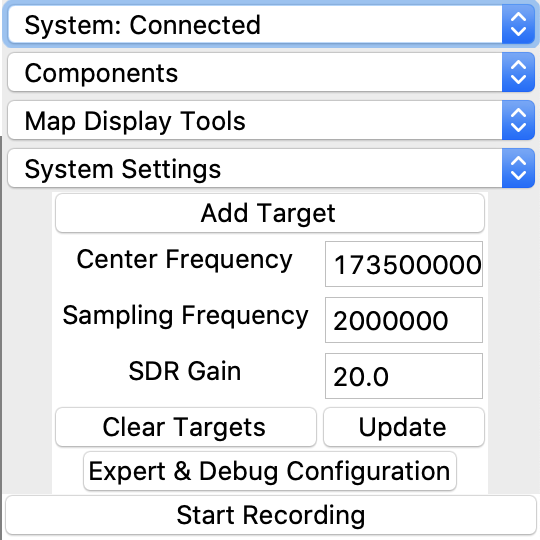 System: Connected
Components
Map Display Tools
System Settings
Add Target
Center Frequency 173500000
Sampling Frequency 2000000
SDR Gain 20.0
Clear Targets Update
Expert & Debug Configuration
Start Recording